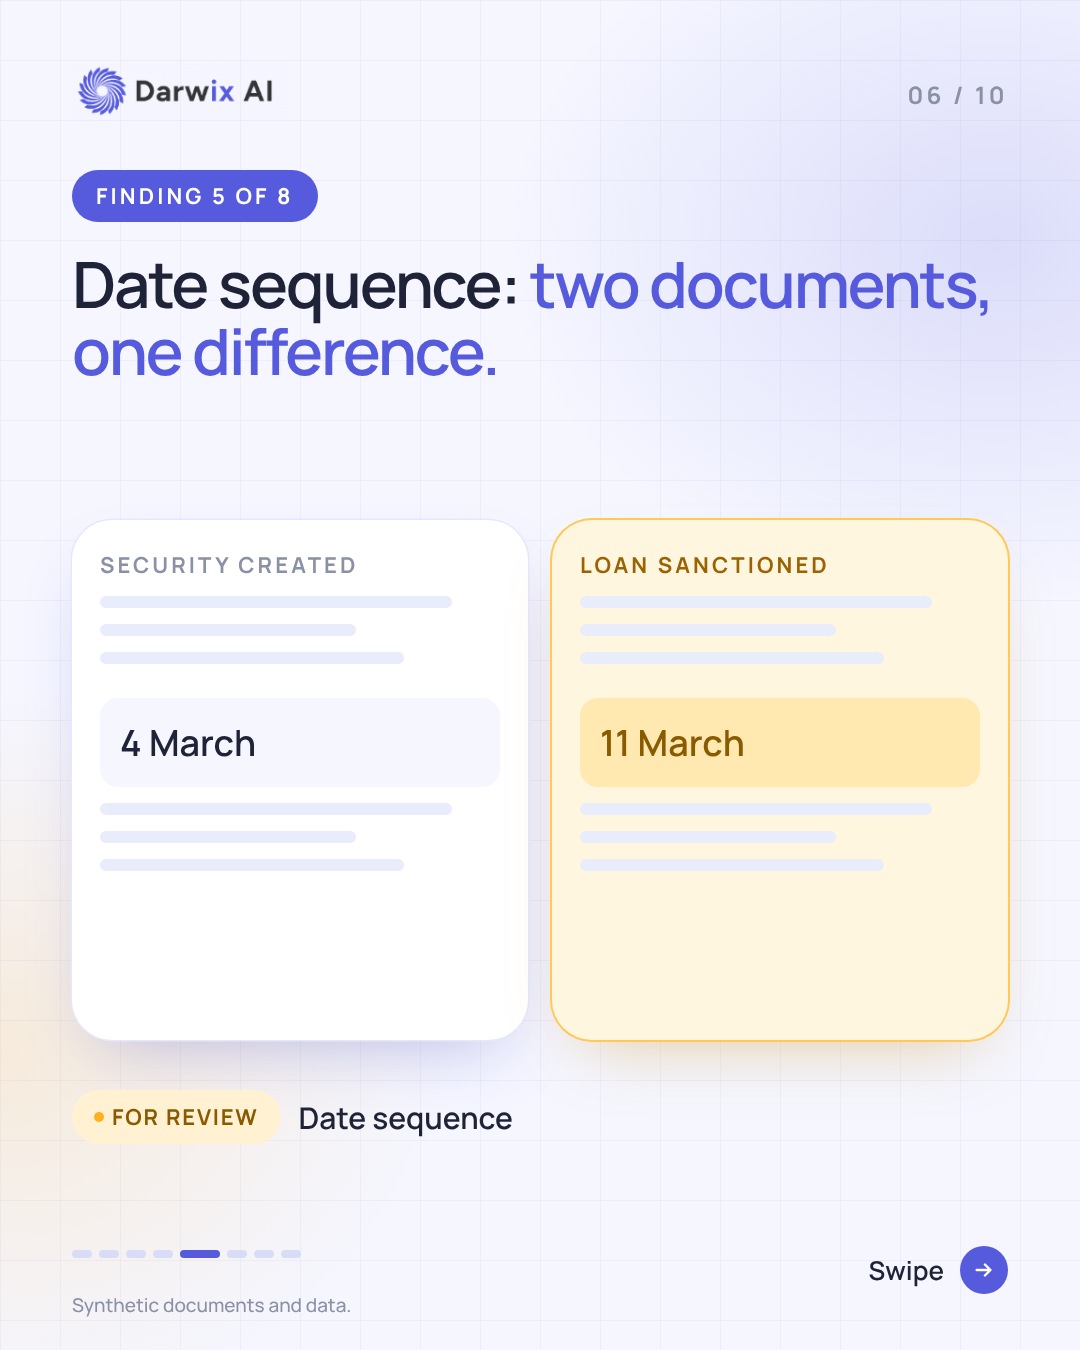 Darwix AI
06 / 10
FINDING 5 OF 8
Date sequence: two documents,
one difference.
SECURITY CREATED
4 March
LOAN SANCTIONED
11 March
FOR REVIEW
Date sequence
Swipe
Synthetic documents and data.